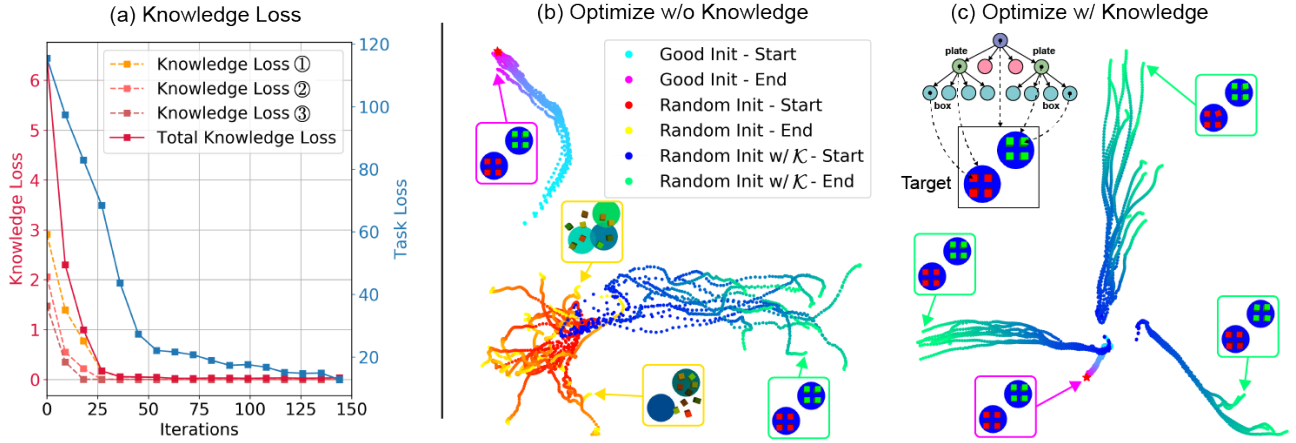 (a) Knowledge Loss
(b) Optimize w/o Knowledge
(c) Optimize w/ Knowledge
Knowledge Loss
6
5
4
3
2
1
0
Knowledge Loss ①
Knowledge Loss ②
Knowledge Loss ③
Total Knowledge Loss
120
100
80
60
40
20
Task Loss
0
25
50
75
100
125
150
Iterations
Good Init - Start
Good Init - End
Random Init - Start
Random Init - End
Random Init w/ 𝒦 - Start
Random Init w/ 𝒦 - End
plate
plate
box
box
Target